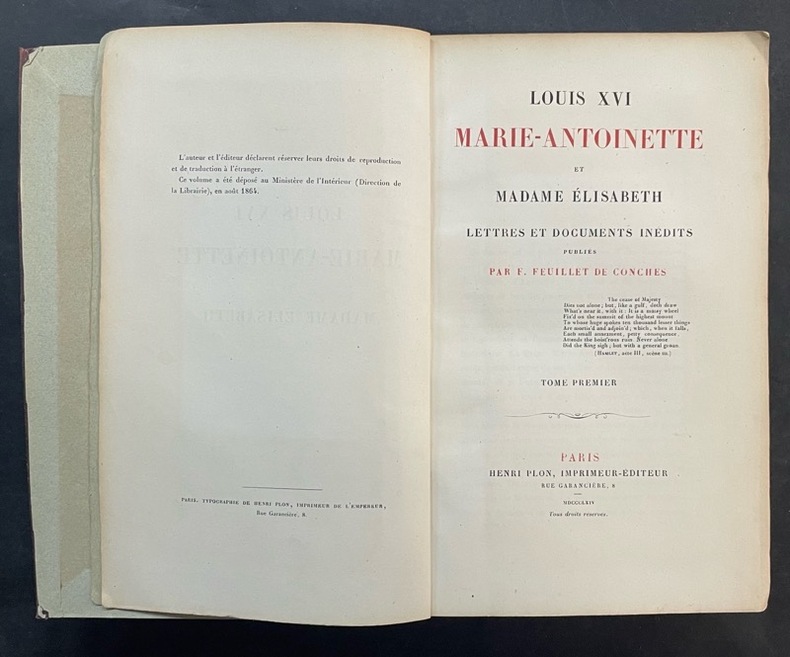 L'auteur et l'éditeur déclarent réserver leurs droits de reproduction
et de traduction à l'étranger.
Ce volume a été déposé au Ministère de l'Intérieur (Direction de
la Librairie), en août 1864.
PARIS. TYPOGRAPHIE DE HENRI PLON, IMPRIMEUR DE L'EMPEREUR,
Rue Garancière, 8.
LOUIS XVI
MARIE-ANTOINETTE
ET
MADAME ÉLISABETH
LETTRES ET DOCUMENTS INÉDITS
PUBLIÉS
PAR F. FEUILLET DE CONCHES
The cease of Majesty
Dies not alone; but, like a gulf, doth draw
What's near it, with it: It is a massy wheel
Fix'd on the summit of the highest mount
To whose huge spokes ten thousand lesser things
Are mortis'd and adjoin'd; which, when it falls,
Each small annexment, petty consequence,
Attends the boist'rous ruin. Never alone
Did the King sigh; but with a general groan.
(HAMLET, acte III, scène III.)
TOME PREMIER
PARIS
HENRI PLON, IMPRIMEUR-ÉDITEUR
RUE GARANCIÈRE, 8
MDCCCLXIV
Tous droits réservés.